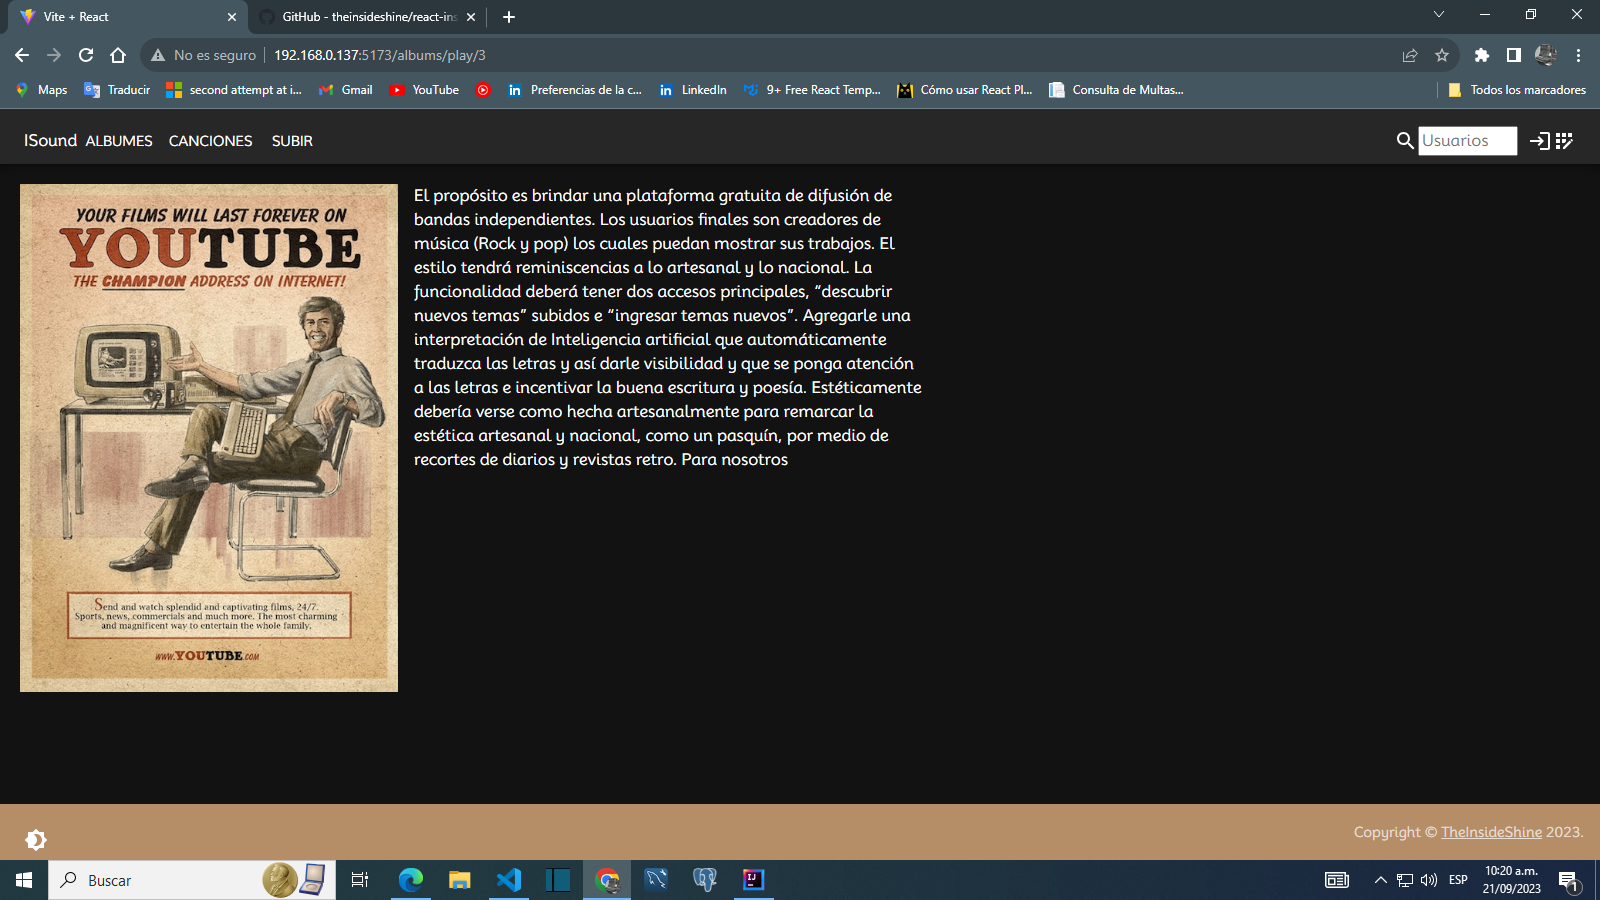 Vite + React
GitHub - theinsideshine/react-ins
No es seguro
192.168.0.137:5173/albums/play/3
Maps
Traducir
second attempt at i...
Gmail
YouTube
Preferencias de la c...
LinkedIn
9+ Free React Temp...
Cómo usar React Pl...
Consulta de Multas...
Todos los marcadores
ISound
ALBUMES
CANCIONES
SUBIR
Usuarios
YOUR FILMS WILL LAST FOREVER ON
YOUTUBE
THE CHAMPION ADDRESS ON INTERNET!
Send and watch splendid and captivating films, 24/7.
Sports, news, commercials and much more. The most charming
and magnificent way to entertain the whole family.
www.YOUTUBE.com
El propósito es brindar una plataforma gratuita de difusión de
bandas independientes. Los usuarios finales son creadores de
música (Rock y pop) los cuales puedan mostrar sus trabajos. El
estilo tendrá reminiscencias a lo artesanal y lo nacional. La
funcionalidad deberá tener dos accesos principales, “descubrir
nuevos temas” subidos e “ingresar temas nuevos”. Agregarle una
interpretación de Inteligencia artificial que automáticamente
traduzca las letras y así darle visibilidad y que se ponga atención
a las letras e incentivar la buena escritura y poesía. Estéticamente
debería verse como hecha artesanalmente para remarcar la
estética artesanal y nacional, como un pasquín, por medio de
recortes de diarios y revistas retro. Para nosotros
Copyright © TheInsideShine 2023.
Buscar
ESP
10:20 a.m.
21/09/2023
1